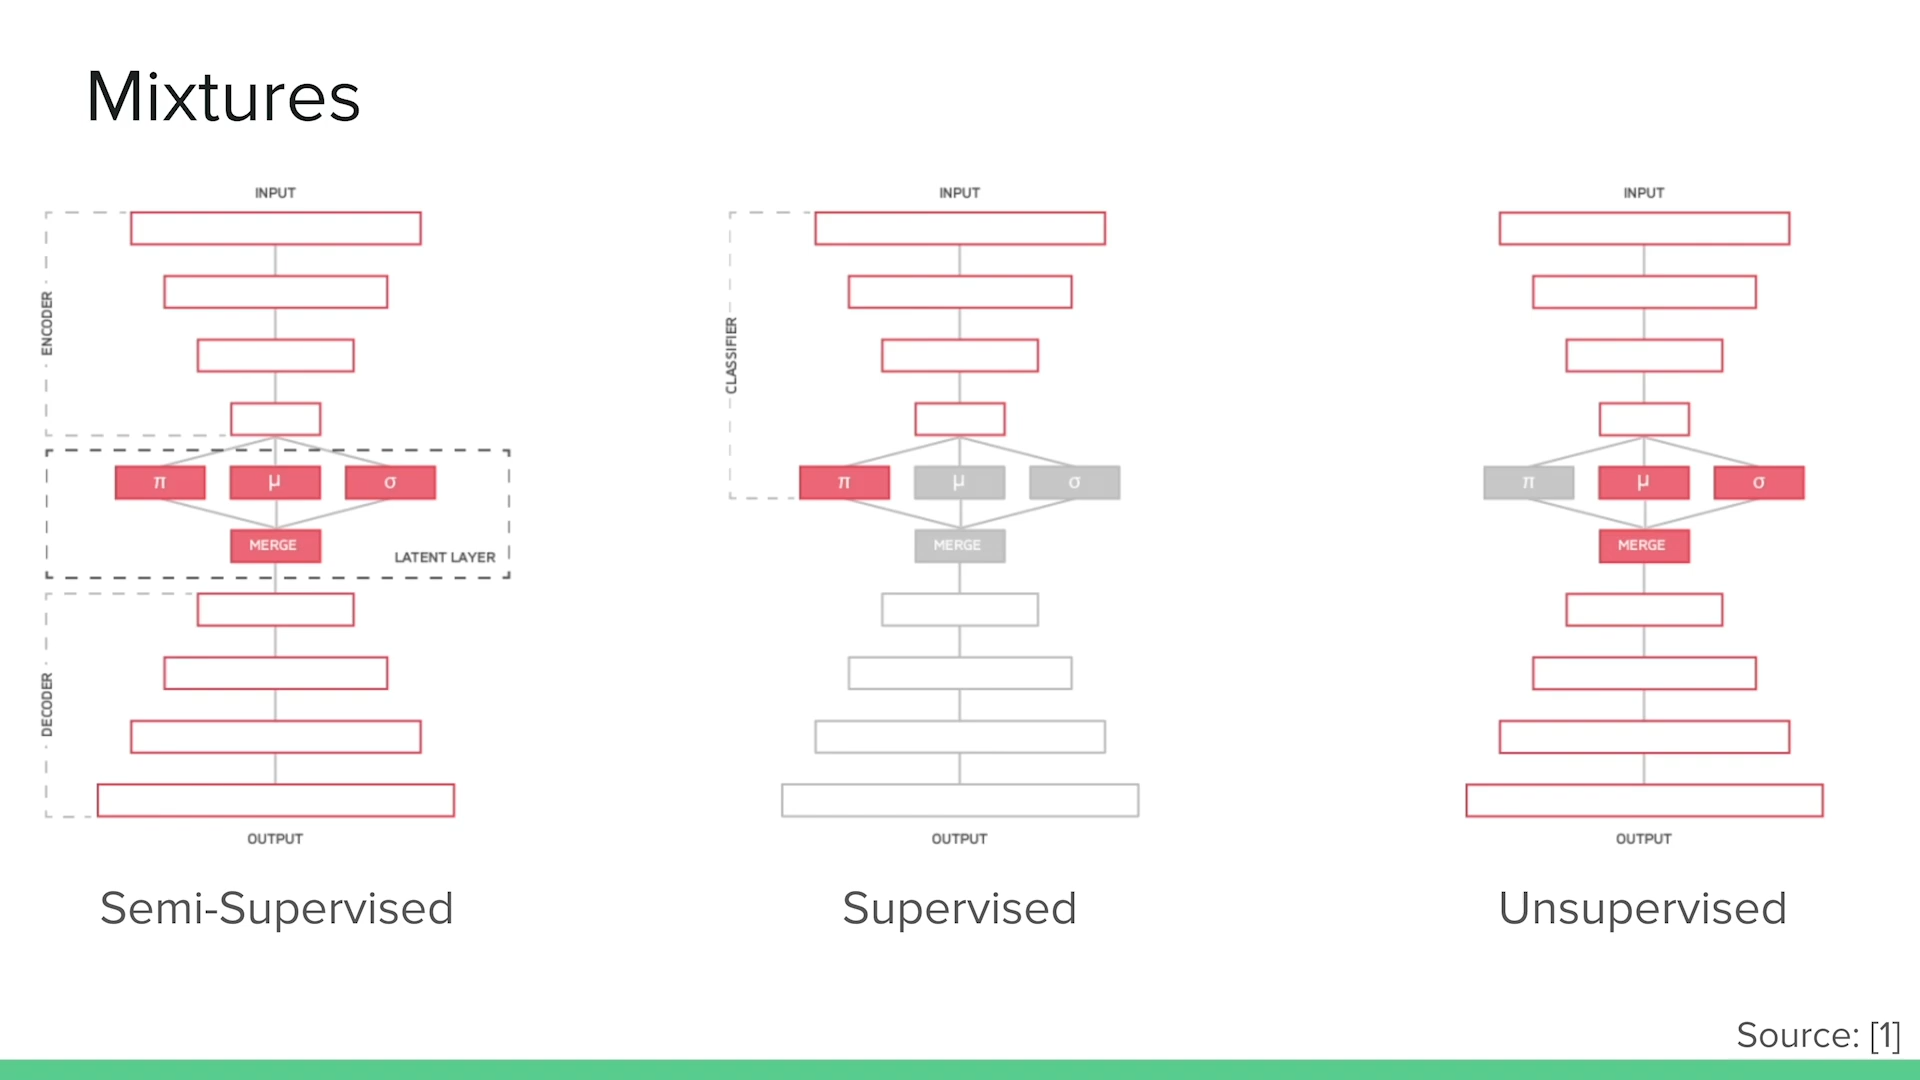 Mixtures
INPUT
ENCODER
π
μ
σ
MERGE
LATENT LAYER
DECODER
OUTPUT
Semi-Supervised
INPUT
CLASSIFIER
π
μ
σ
MERGE
OUTPUT
Supervised
INPUT
π
μ
σ
MERGE
OUTPUT
Unsupervised
Source: [1]